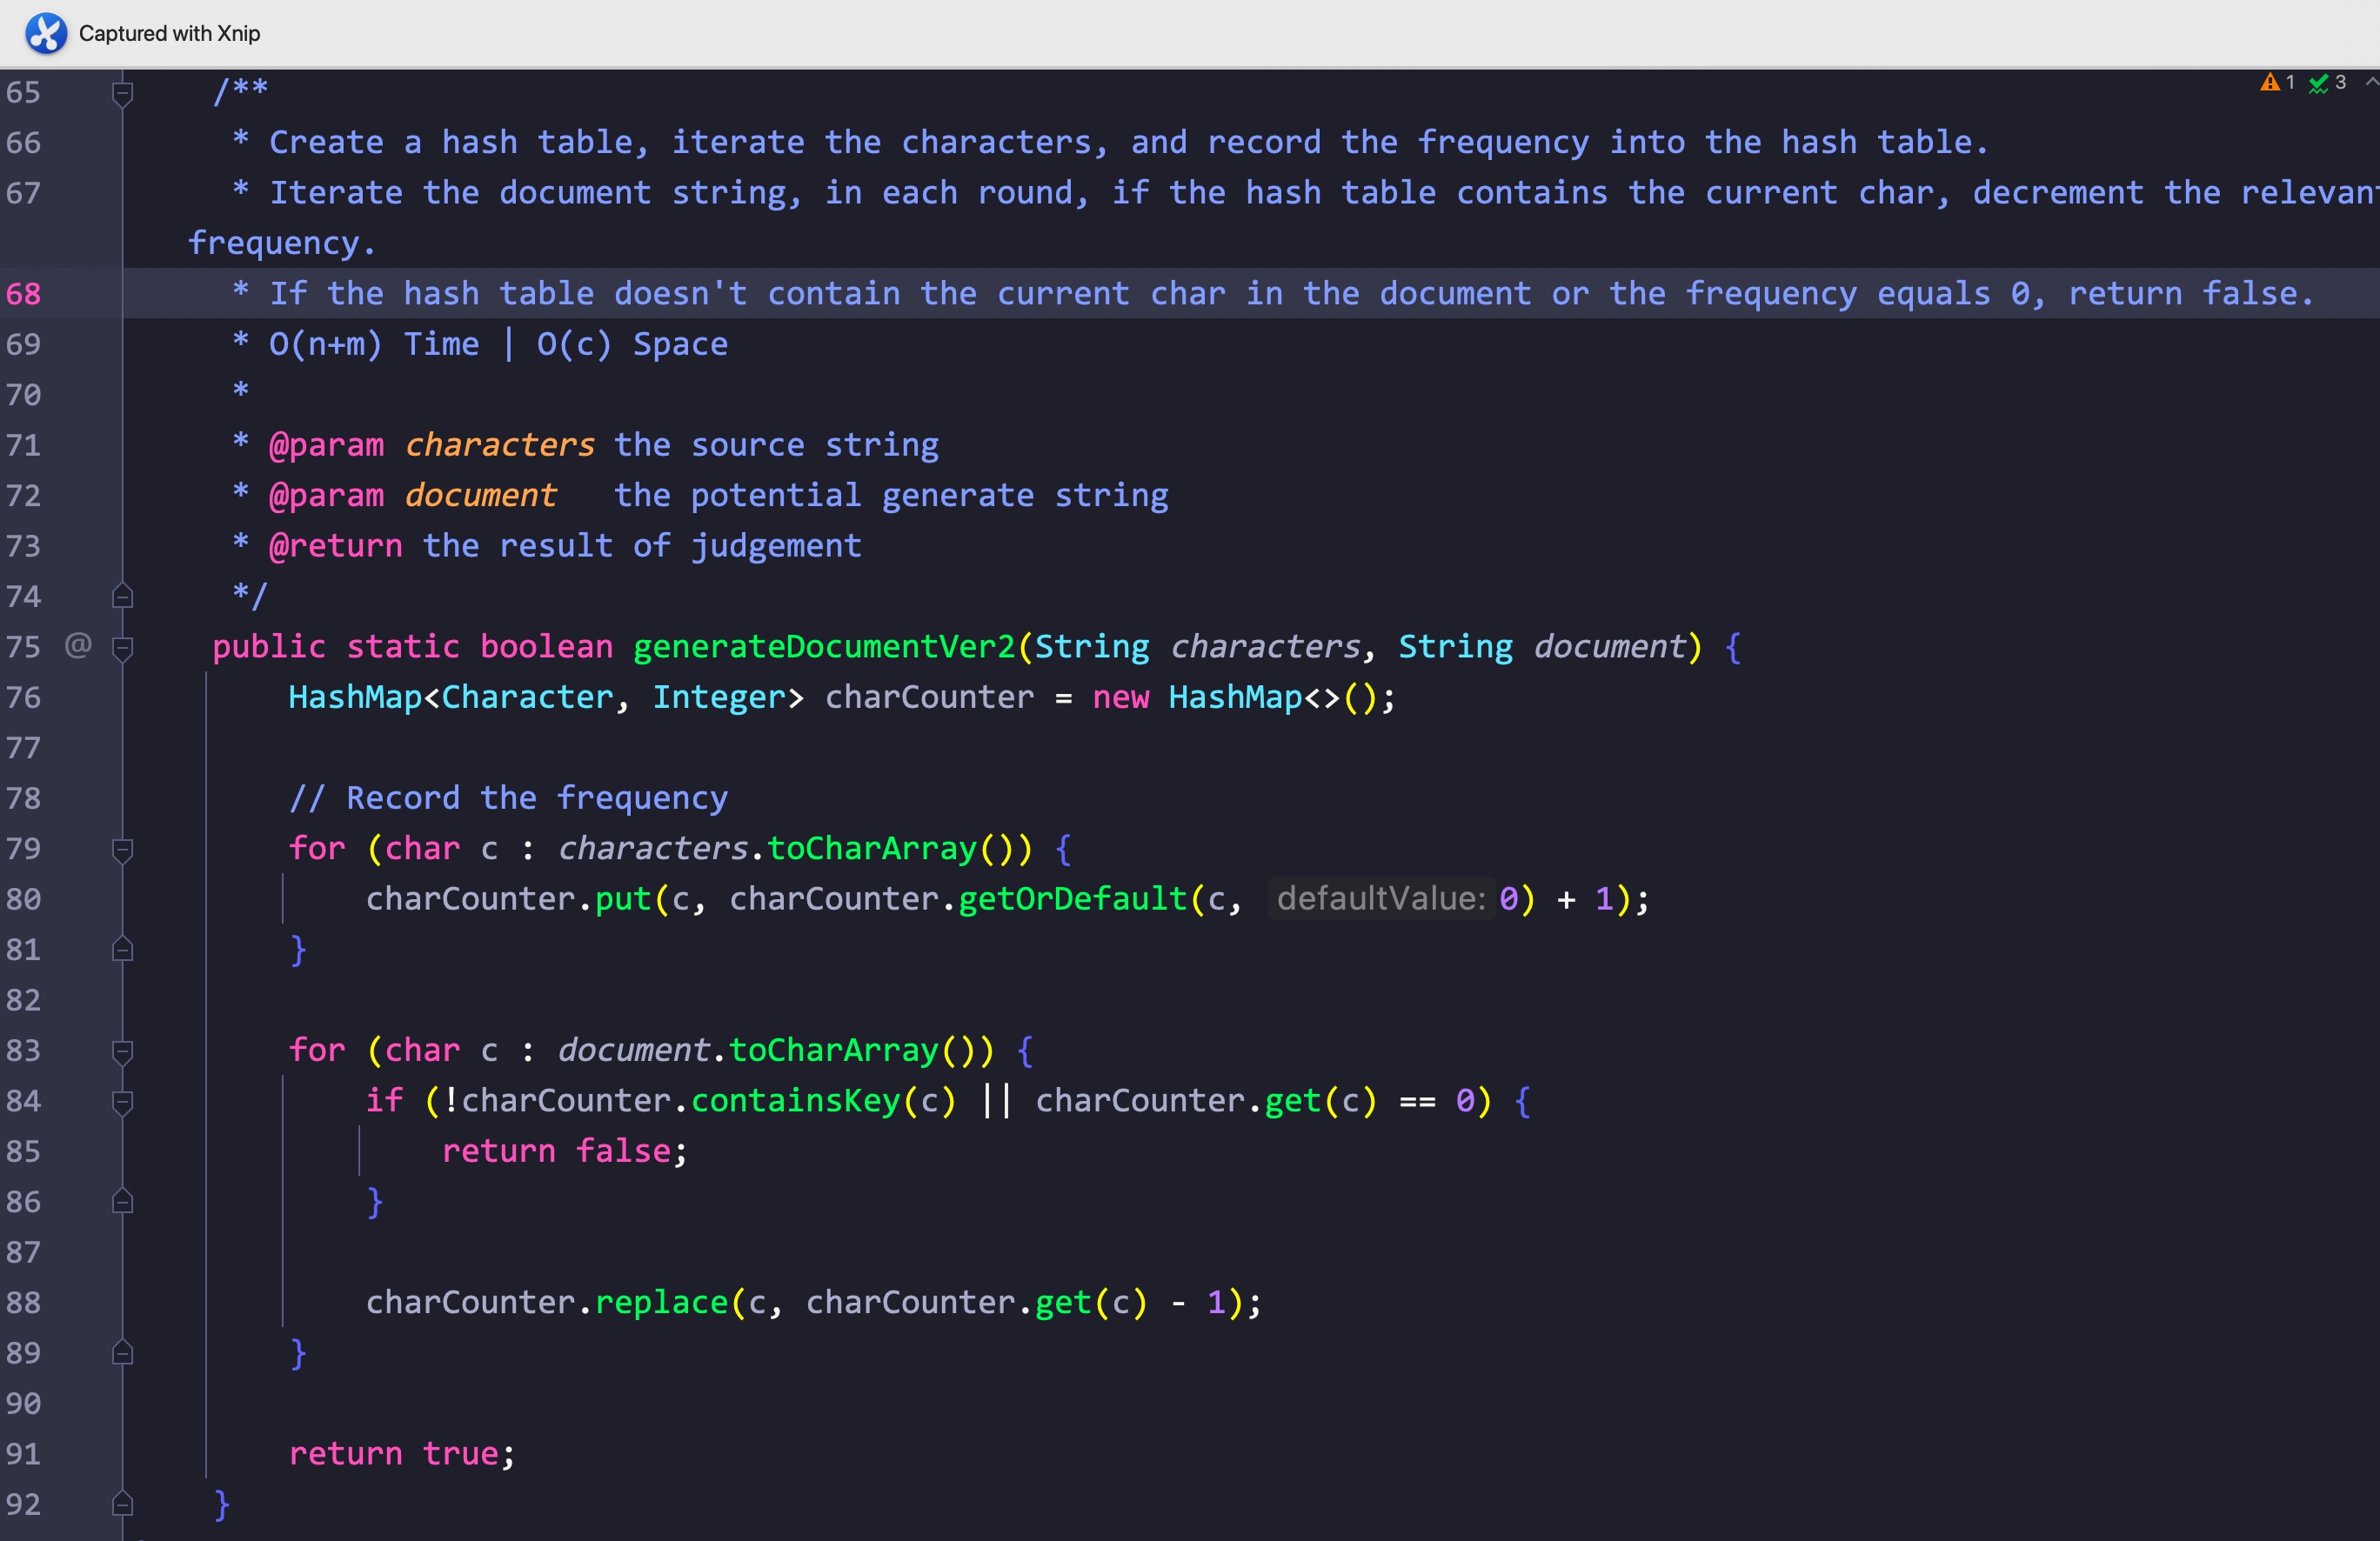 Captured with Xnip
1 3
65 /**
66 * Create a hash table, iterate the characters, and record the frequency into the hash table.
67 * Iterate the document string, in each round, if the hash table contains the current char, decrement the relevan
frequency.
68 * If the hash table doesn't contain the current char in the document or the frequency equals 0, return false.
69 * O(n+m) Time | O(c) Space
70 *
71 * @param characters the source string
72 * @param document   the potential generate string
73 * @return the result of judgement
74 */
75 @ public static boolean generateDocumentVer2(String characters, String document) {
76 HashMap<Character, Integer> charCounter = new HashMap<>();
77
78 // Record the frequency
79 for (char c : characters.toCharArray()) {
80 charCounter.put(c, charCounter.getOrDefault(c, defaultValue: 0) + 1);
81 }
82
83 for (char c : document.toCharArray()) {
84 if (!charCounter.containsKey(c) || charCounter.get(c) == 0) {
85 return false;
86 }
87
88 charCounter.replace(c, charCounter.get(c) - 1);
89 }
90
91 return true;
92 }